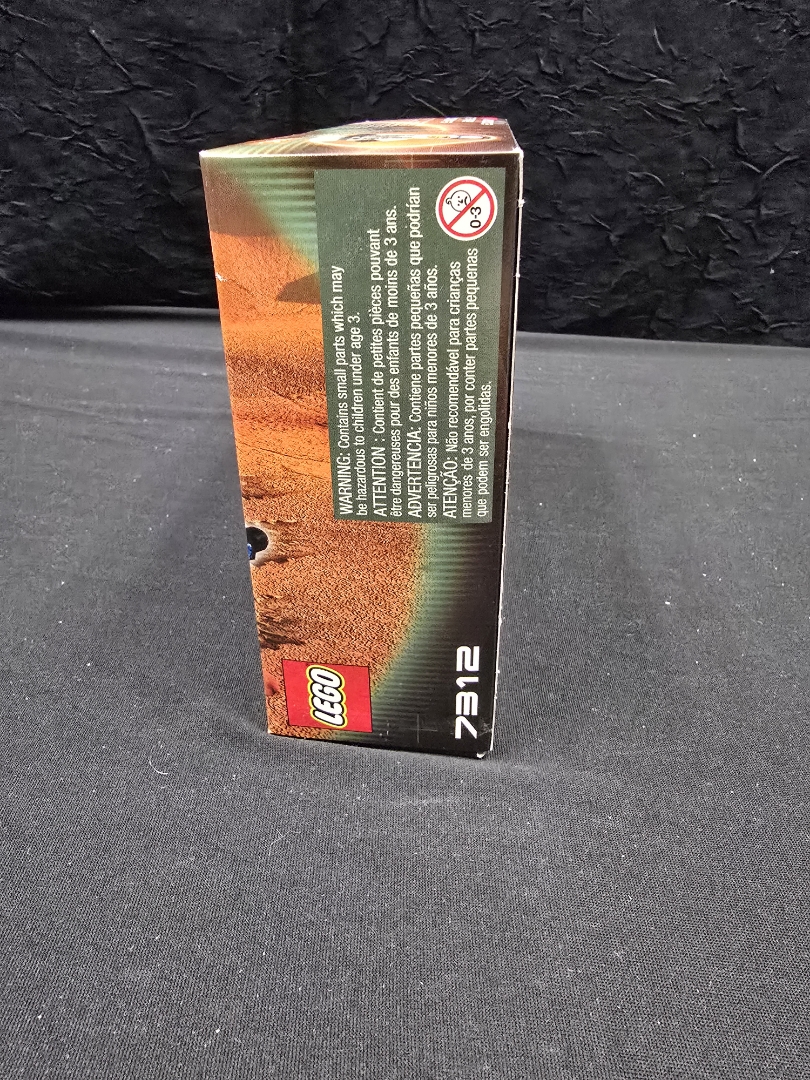 WARNING: Contains small parts which may
be hazardous to children under age 3.
ATTENTION : Contient de petites pièces pouvant
être dangereuses pour des enfants de moins de 3 ans.
ADVERTENCIA: Contiene partes pequeñas que podrían
ser peligrosas para niños menores de 3 años.
ATENÇÃO: Não recomendável para crianças
menores de 3 anos, por conter partes pequenas
que podem ser engolidas.
0-3
LEGO
7312